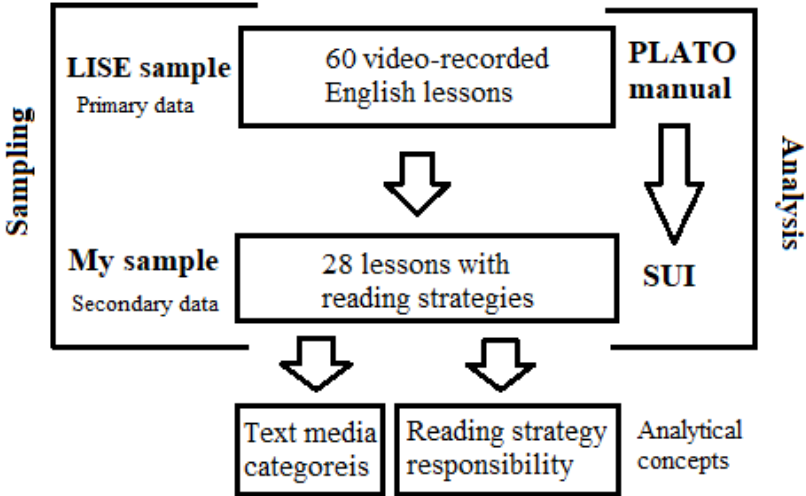 LISE sample
Primary data
60 video-recorded
English lessons
PLATO
manual
Sampling
Analysis
My sample
Secondary data
28 lessons with
reading strategies
SUI
Text media
categoreis
Reading strategy
responsibility
Analytical
concepts